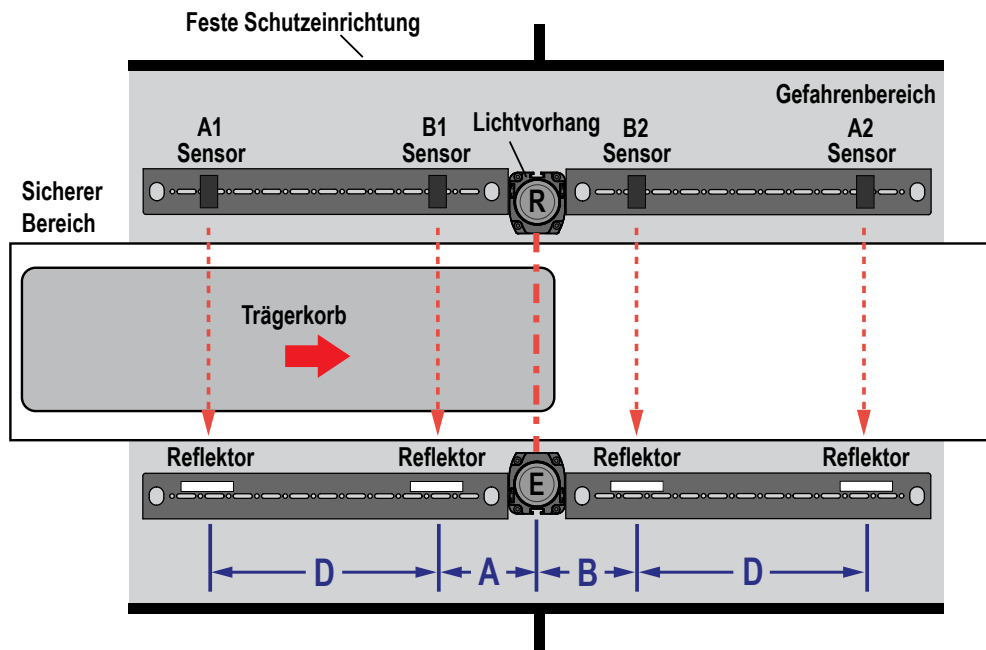 Feste Schutzeinrichtung
Gefahrenbereich
A1
Sensor
B1
Sensor
Lichtvorhang
B2
Sensor
A2
Sensor
Sicherer
Bereich
R
Trägerkorb
Reflektor
Reflektor
Reflektor
Reflektor
E
D
A
B
D